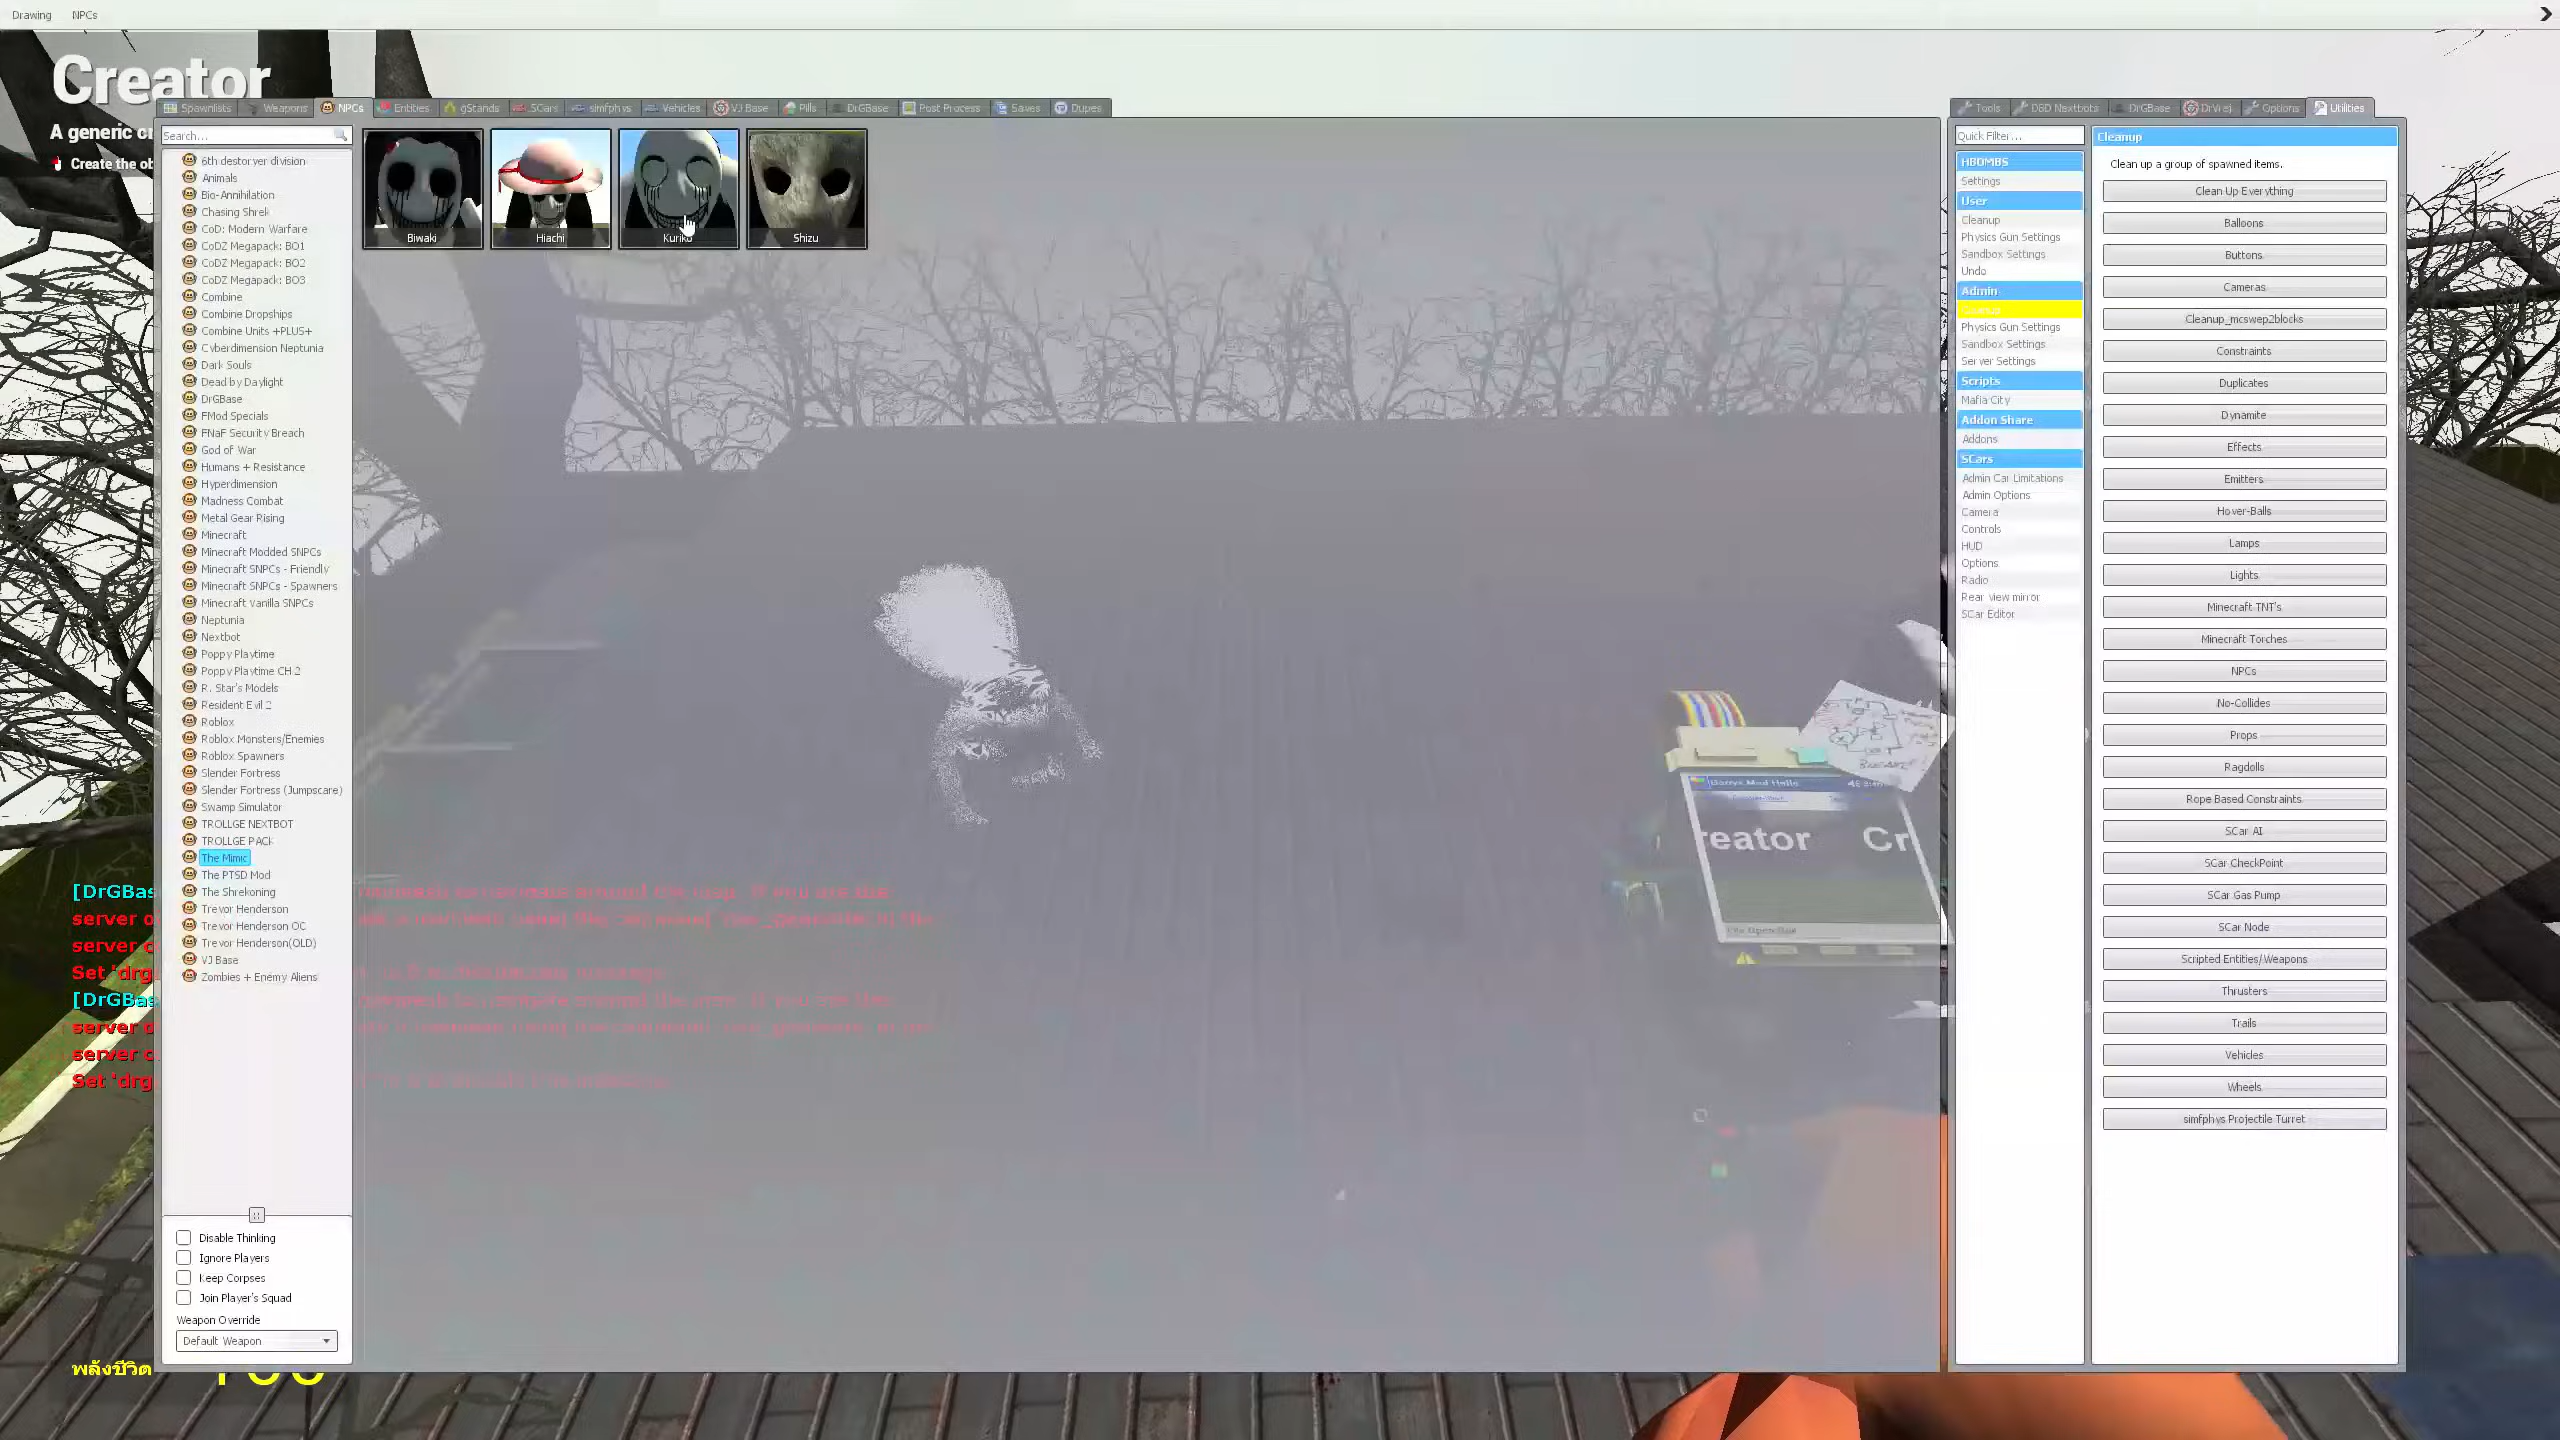 Drawing NPCs
Creator
A generic cr
Create the ob
Spawnlists Weapons NPCs Entities gStands SCars simfphys Vehicles VJ Base Pills DrGBase Post Process Saves Dupes
Search...
6th destoryer division
Animals
Bio-Annihilation
Chasing Shrek
CoD: Modern Warfare
CoDZ Megapack: BO1
CoDZ Megapack: BO2
CoDZ Megapack: BO3
Combine
Combine Dropships
Combine Units +PLUS+
Cyberdimension Neptunia
Dark Souls
Dead by Daylight
DrGBase
FMod Specials
FNaF Security Breach
God of War
Humans + Resistance
Hyperdimension
Madness Combat
Metal Gear Rising
Minecraft
Minecraft Modded SNPCs
Minecraft SNPCs - Friendly
Minecraft SNPCs - Spawners
Minecraft Vanilla SNPCs
Neptunia
Nextbot
Poppy Playtime
Poppy Playtime CH.2
R. Star's Models
Resident Evil 2
Roblox
Roblox Monsters/Enemies
Roblox Spawners
Slender Fortress
Slender Fortress (Jumpscare)
Swamp Simulator
TROLLGE NEXTBOT
TROLLGE PACK
The Mimic
The PTSD Mod
The Shrekoning
Trevor Henderson
Trevor Henderson OC
Trevor Henderson(OLD)
VJ Base
Zombies + Enemy Aliens
Disable Thinking
Ignore Players
Keep Corpses
Join Player's Squad
Weapon Override
Default Weapon
Biwaki Hiachi Kuriko Shizu
[DrGBas
server o
server c
Set 'drg
[DrGBas
server o
server c
Set 'drg
พลังชีวิต
reator Cr
Tools DBD Nextbots DrGBase DrVrej Options Utilities
Quick Filter...
HBOMBS
Settings
User
Cleanup
Physics Gun Settings
Sandbox Settings
Undo
Admin
Cleanup
Physics Gun Settings
Sandbox Settings
Server Settings
Scripts
Mafia City
Addon Share
Addons
SCars
Admin Car Limitations
Admin Options
Camera
Controls
HUD
Options
Radio
Rear view mirror
SCar Editor
Cleanup
Clean up a group of spawned items.
Clean Up Everything
Balloons
Buttons
Cameras
Cleanup_mcswep2blocks
Constraints
Duplicates
Dynamite
Effects
Emitters
Hover-Balls
Lamps
Lights
Minecraft TNT's
Minecraft Torches
NPCs
No-Collides
Props
Ragdolls
Rope Based Constraints
SCar AI
SCar CheckPoint
SCar Gas Pump
SCar Node
Scripted Entities/Weapons
Thrusters
Trails
Vehicles
Wheels
simfphys Projectile Turret